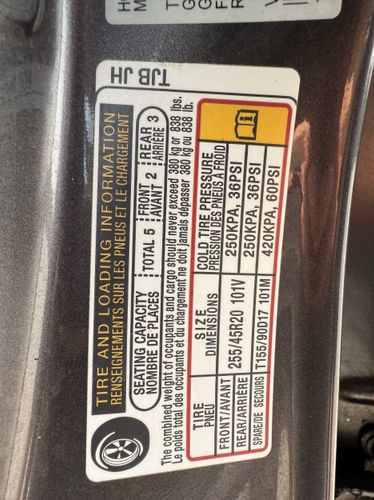 TIRE AND LOADING INFORMATION
RENSEIGNEMENTS SUR LES PNEUS ET LE CHARGEMENT
SEATING CAPACITY TOTAL 5 FRONT 2 REAR 3
NOMBRE DE PLACES AVANT ARRIÈRE
The combined weight of occupants and cargo should never exceed 380 kg or 838 lbs.
Le poids total des occupants et du chargement ne doit jamais dépasser 380 kg ou 838 lb.
TIRE SIZE COLD TIRE PRESSURE
PNEU DIMENSIONS PRESSION DES PNEUS À FROID
FRONT/AVANT 255/45R20 101V 250KPA, 36PSI
REAR/ARRIÈRE 250KPA, 36PSI
SPARE/DE SECOURS T155/90D17 101M 420KPA, 60PSI
TJB JH